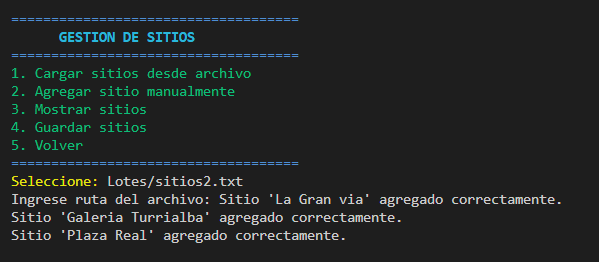 ====================================
GESTION DE SITIOS
====================================
1. Cargar sitios desde archivo
2. Agregar sitio manualmente
3. Mostrar sitios
4. Guardar sitios
5. Volver
====================================
Seleccione: Lotes/sitios2.txt
Ingrese ruta del archivo: Sitio 'La Gran via' agregado correctamente.
Sitio 'Galeria Turrialba' agregado correctamente.
Sitio 'Plaza Real' agregado correctamente.